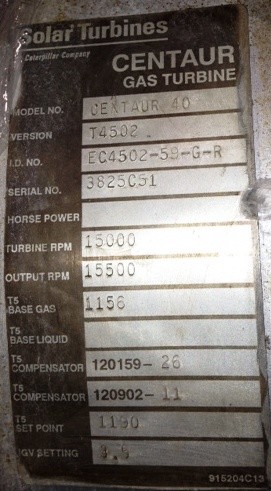 Solar Turbines
A Caterpillar Company
CENTAUR
GAS TURBINE
MODEL NO. CENTAUR 40
VERSION T4502
I.D. NO. EC4502-59-G-R
SERIAL NO. 3825C51
HORSE POWER
TURBINE RPM 15000
OUTPUT RPM 15500
T5 BASE GAS 1156
T5 BASE LIQUID
T5 COMPENSATOR 120159-26
T5 COMPENSATOR 120902-11
T5 SET POINT 1190
IGV SETTING
915204C13